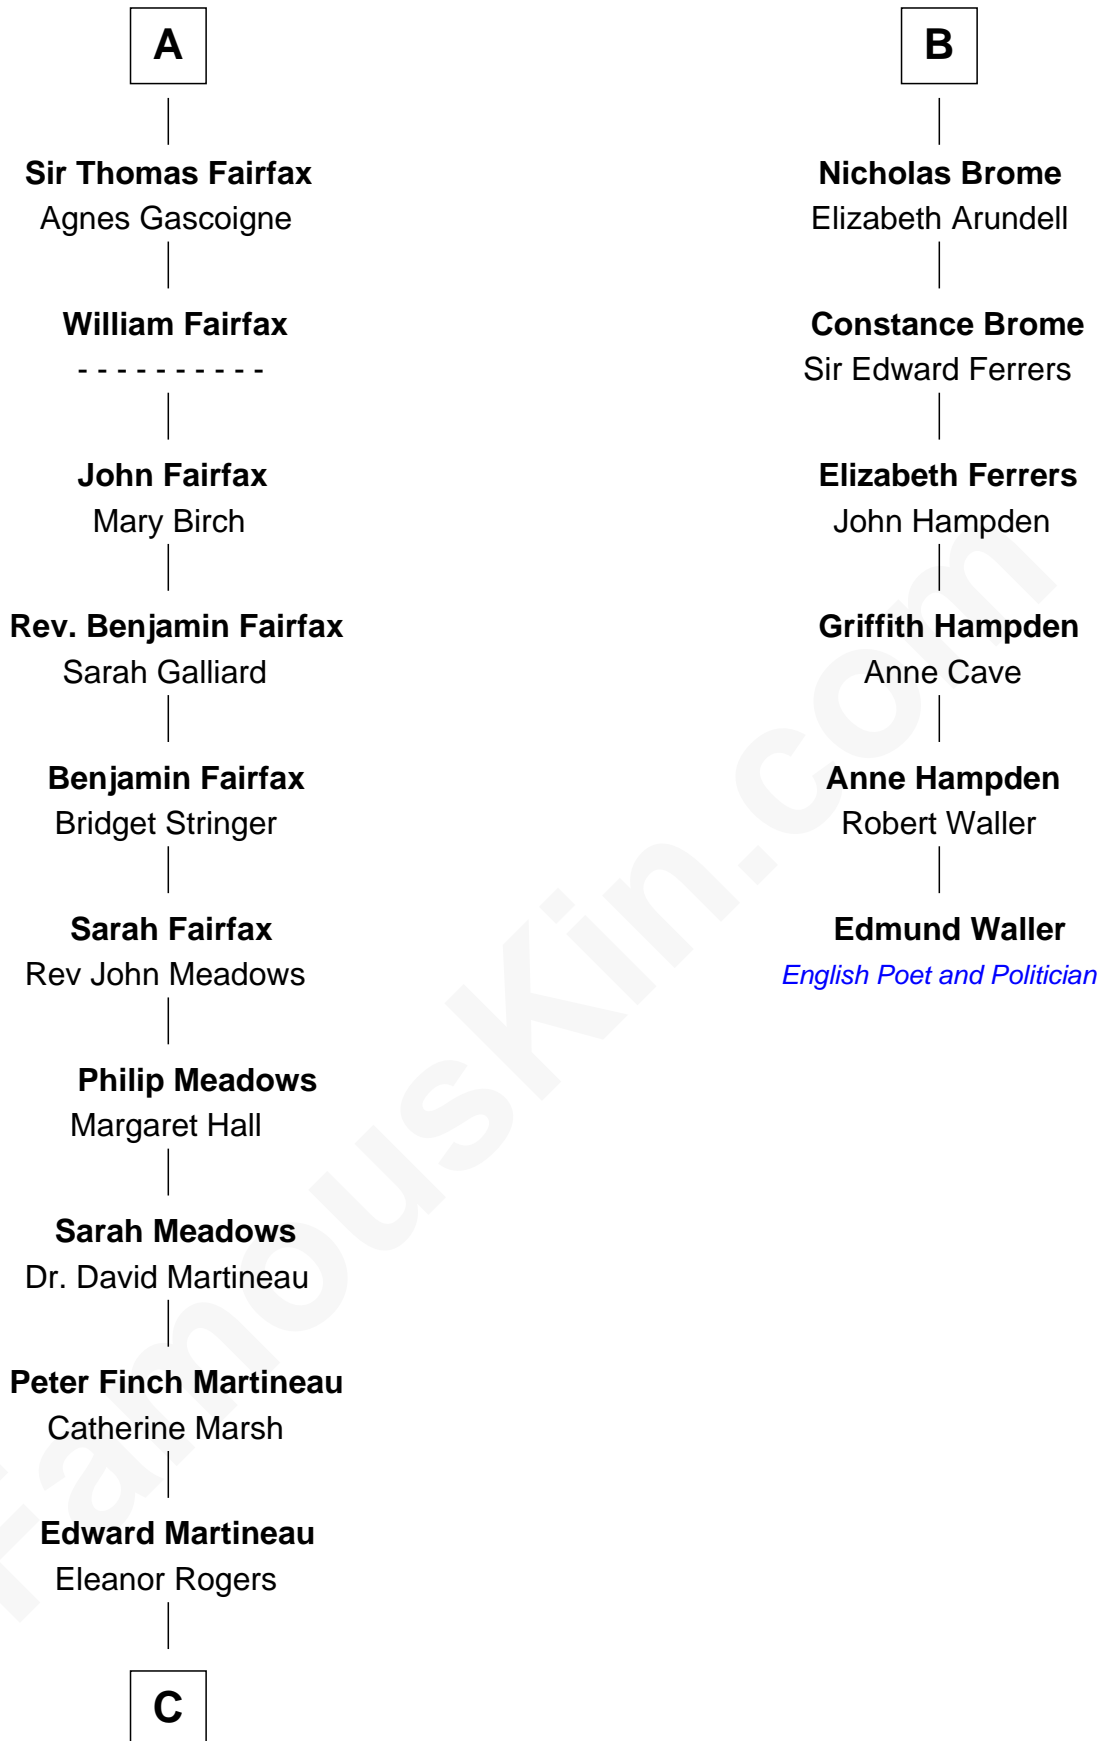 A
Sir Thomas Fairfax
Agnes Gascoigne
William Fairfax
- - - - - - - - - -
John Fairfax
Mary Birch
Rev. Benjamin Fairfax
Sarah Galliard
Benjamin Fairfax
Bridget Stringer
Sarah Fairfax
Rev John Meadows
Philip Meadows
Margaret Hall
Sarah Meadows
Dr. David Martineau
Peter Finch Martineau
Catherine Marsh
Edward Martineau
Eleanor Rogers
C
B
Nicholas Brome
Elizabeth Arundell
Constance Brome
Sir Edward Ferrers
Elizabeth Ferrers
John Hampden
Griffith Hampden
Anne Cave
Anne Hampden
Robert Waller
Edmund Waller
English Poet and Politician
FamousKin.com